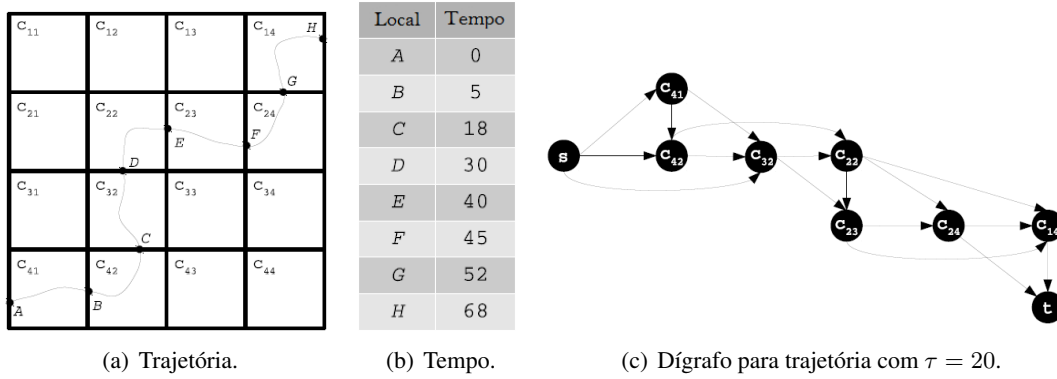 C11 C12 C13 C14 H
G
C21 C22 C23 C24
E F
D
C31 C32 C33 C34
C
C41 C42 C43 C44
A B
Local Tempo
A 0
B 5
C 18
D 30
E 40
F 45
G 52
H 68
C41
s C42 C32 C22
C23 C24 C14
t
(a) Trajetória. (b) Tempo. (c) Dígrafo para trajetória com τ = 20.